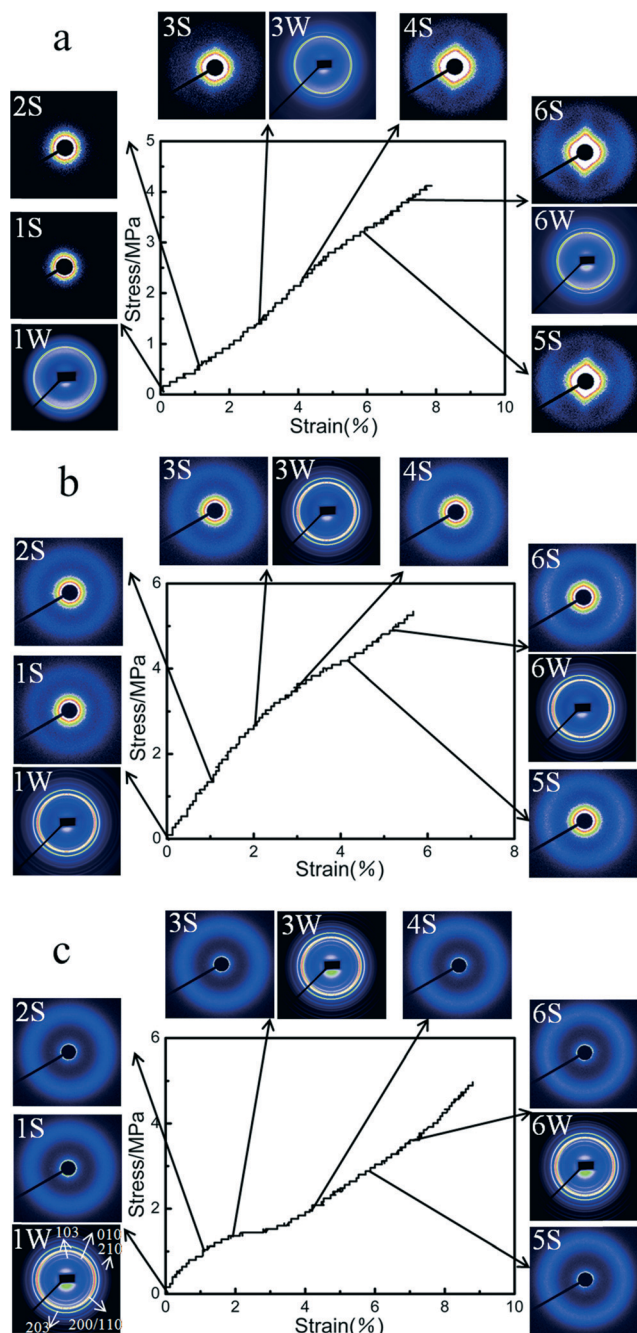 a
3S 3W 4S
2S
6S
1S
6W
1W
5S
Stress/MPa
5
4
3
2
1
0
0 2 4 6 8 10
Strain(%)
b
3S 3W 4S
2S
6S
1S
6W
1W
5S
Stress/MPa
6
4
2
0
0 2 4 6 8
Strain(%)
c
3S 3W 4S
2S
6S
1S
6W
1W
103
010
210
203
200/110
5S
Stress/MPa
6
4
2
0
0 2 4 6 8 10
Strain(%)